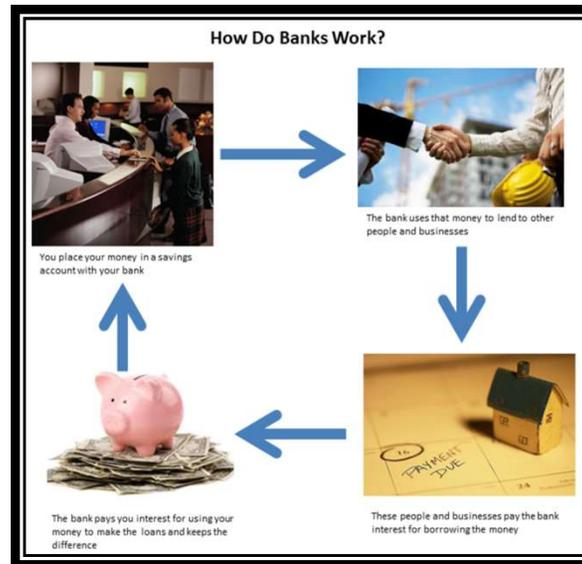 How Do Banks Work?
You place your money in a savings
account with your bank
The bank uses that money to lend to other
people and businesses
16
PAYMENT
DUE
24
These people and businesses pay the bank
interest for borrowing the money
The bank pays you interest for using your
money to make the loans and keeps the
difference